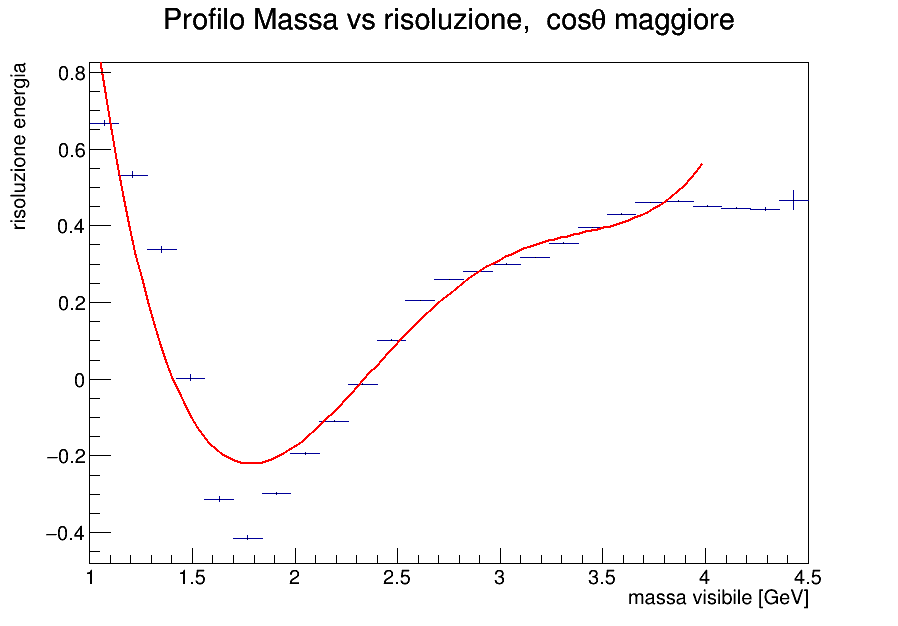 Profilo Massa vs risoluzione, cosθ maggiore
risoluzione energia
0.8
0.6
0.4
0.2
0
−0.2
−0.4
1 1.5 2 2.5 3 3.5 4 4.5
massa visibile [GeV]